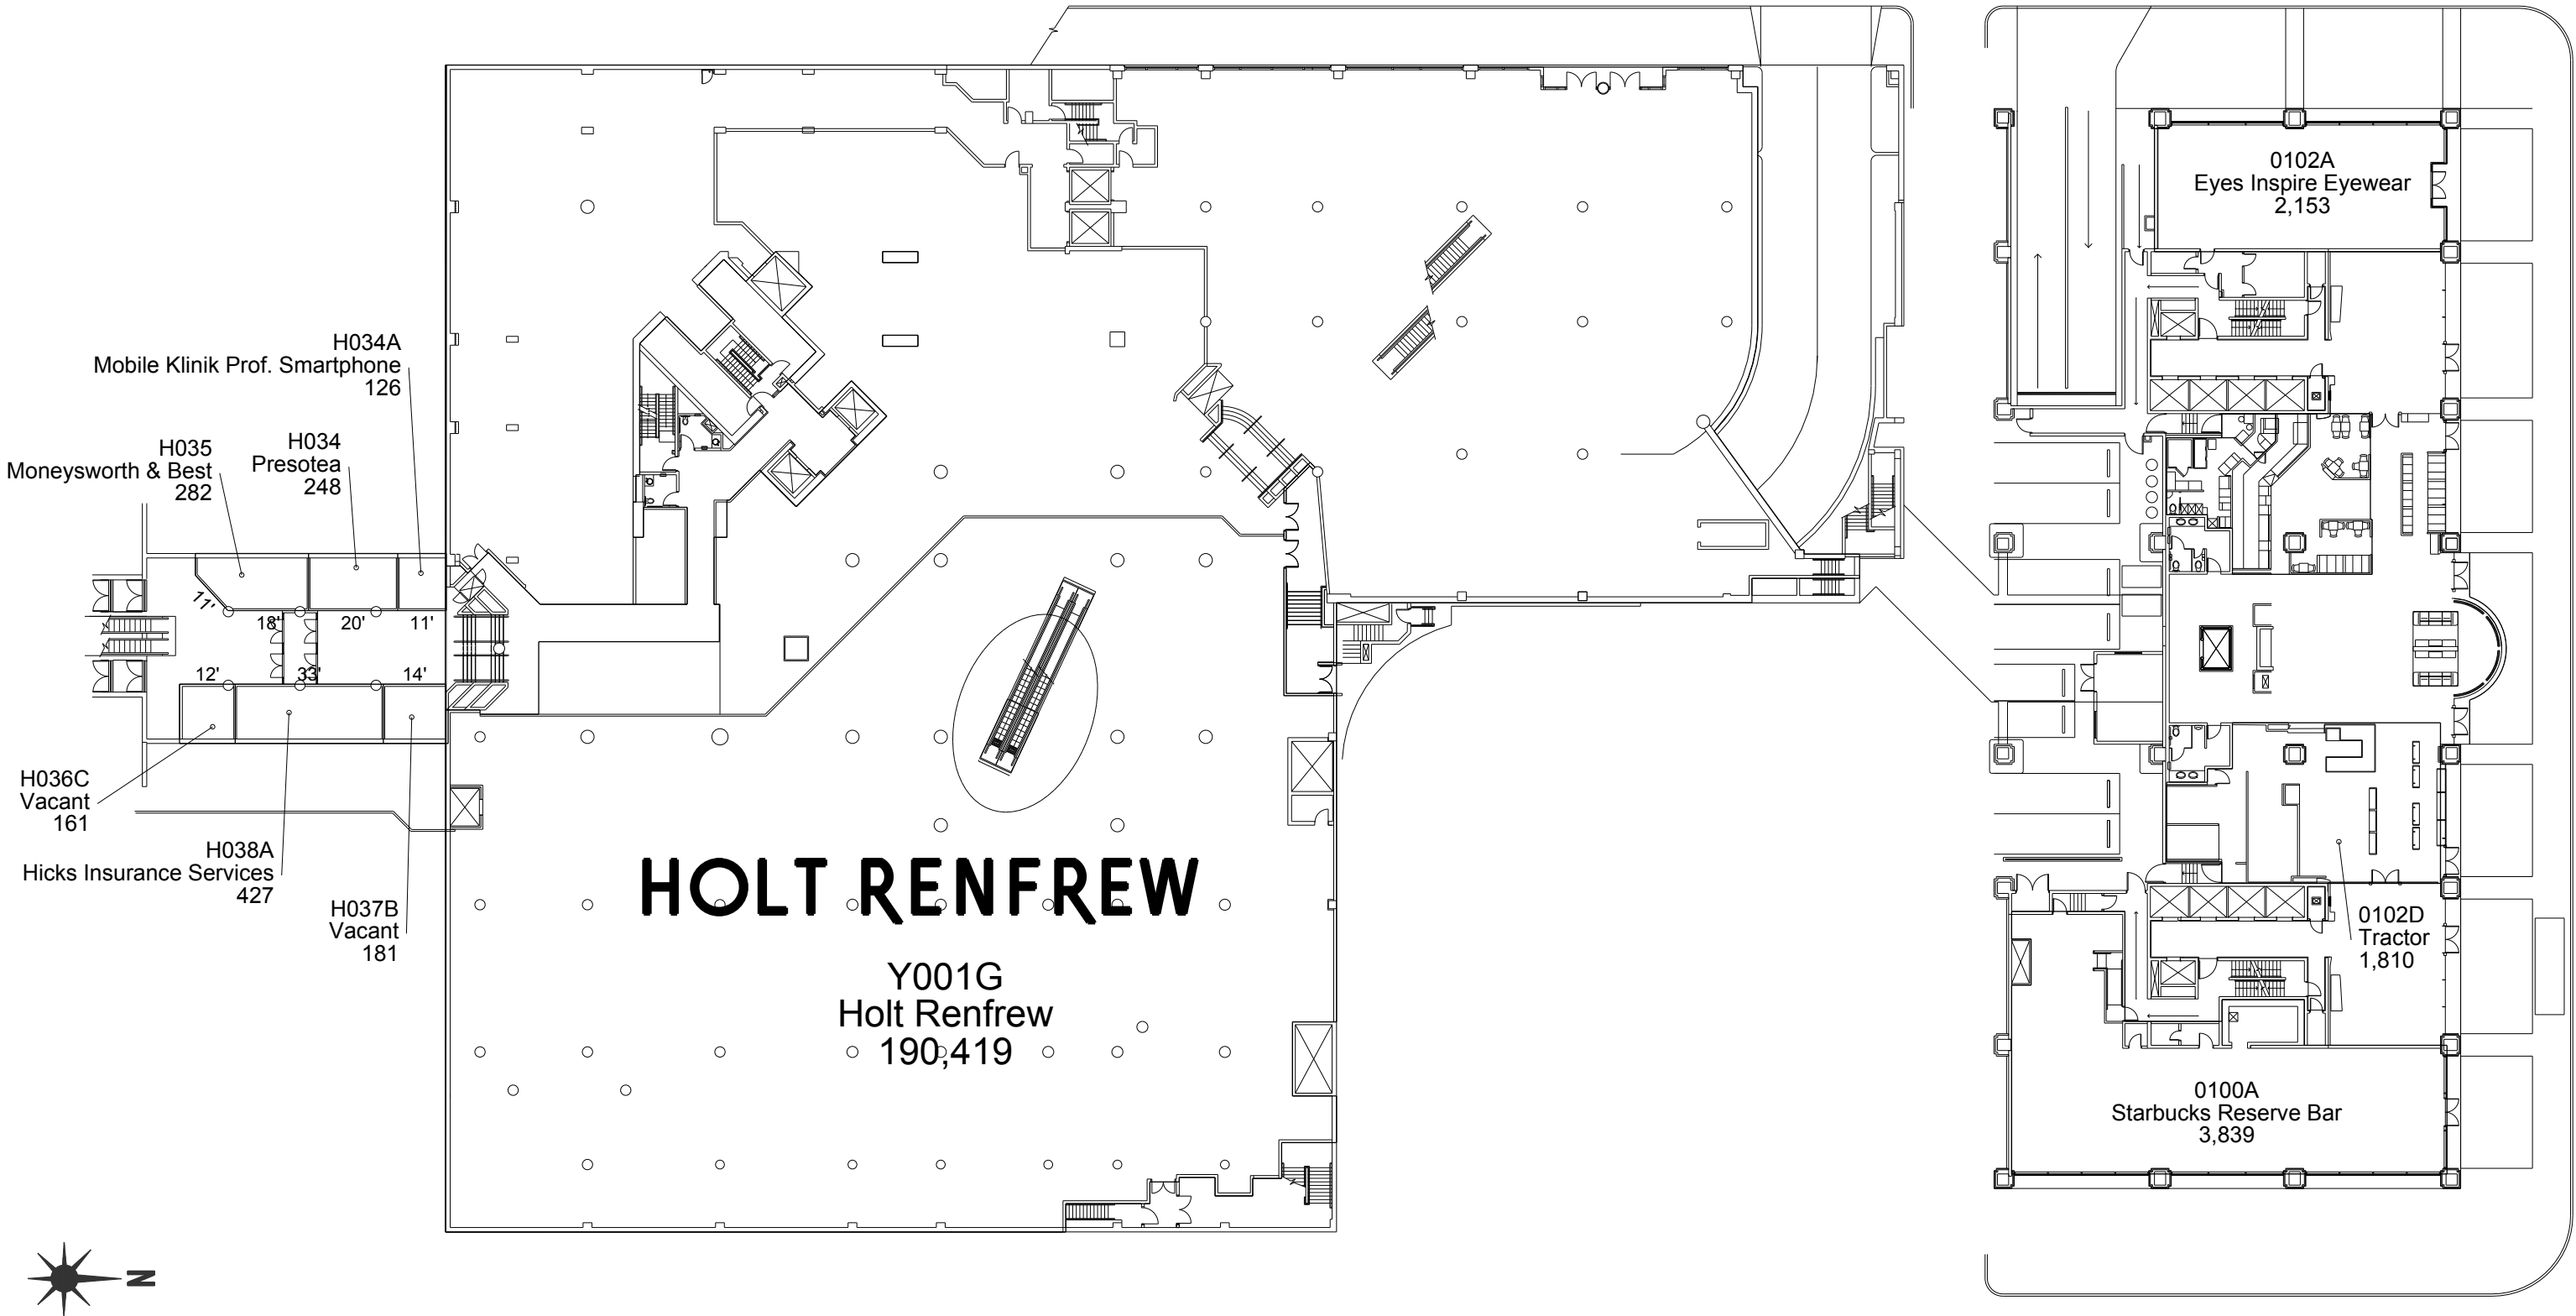 0102A
Eyes Inspire Eyewear
2,153
H034A
Mobile Klinik Prof. Smartphone
126
H035
Moneysworth & Best
282
H034
Presotea
248
11'
18'
20'
11'
12'
33'
14'
H036C
Vacant
161
H038A
Hicks Insurance Services
427
H037B
Vacant
181
HOLT RENFREW
Y001G
Holt Renfrew
190,419
0102D
Tractor
1,810
0100A
Starbucks Reserve Bar
3,839
N